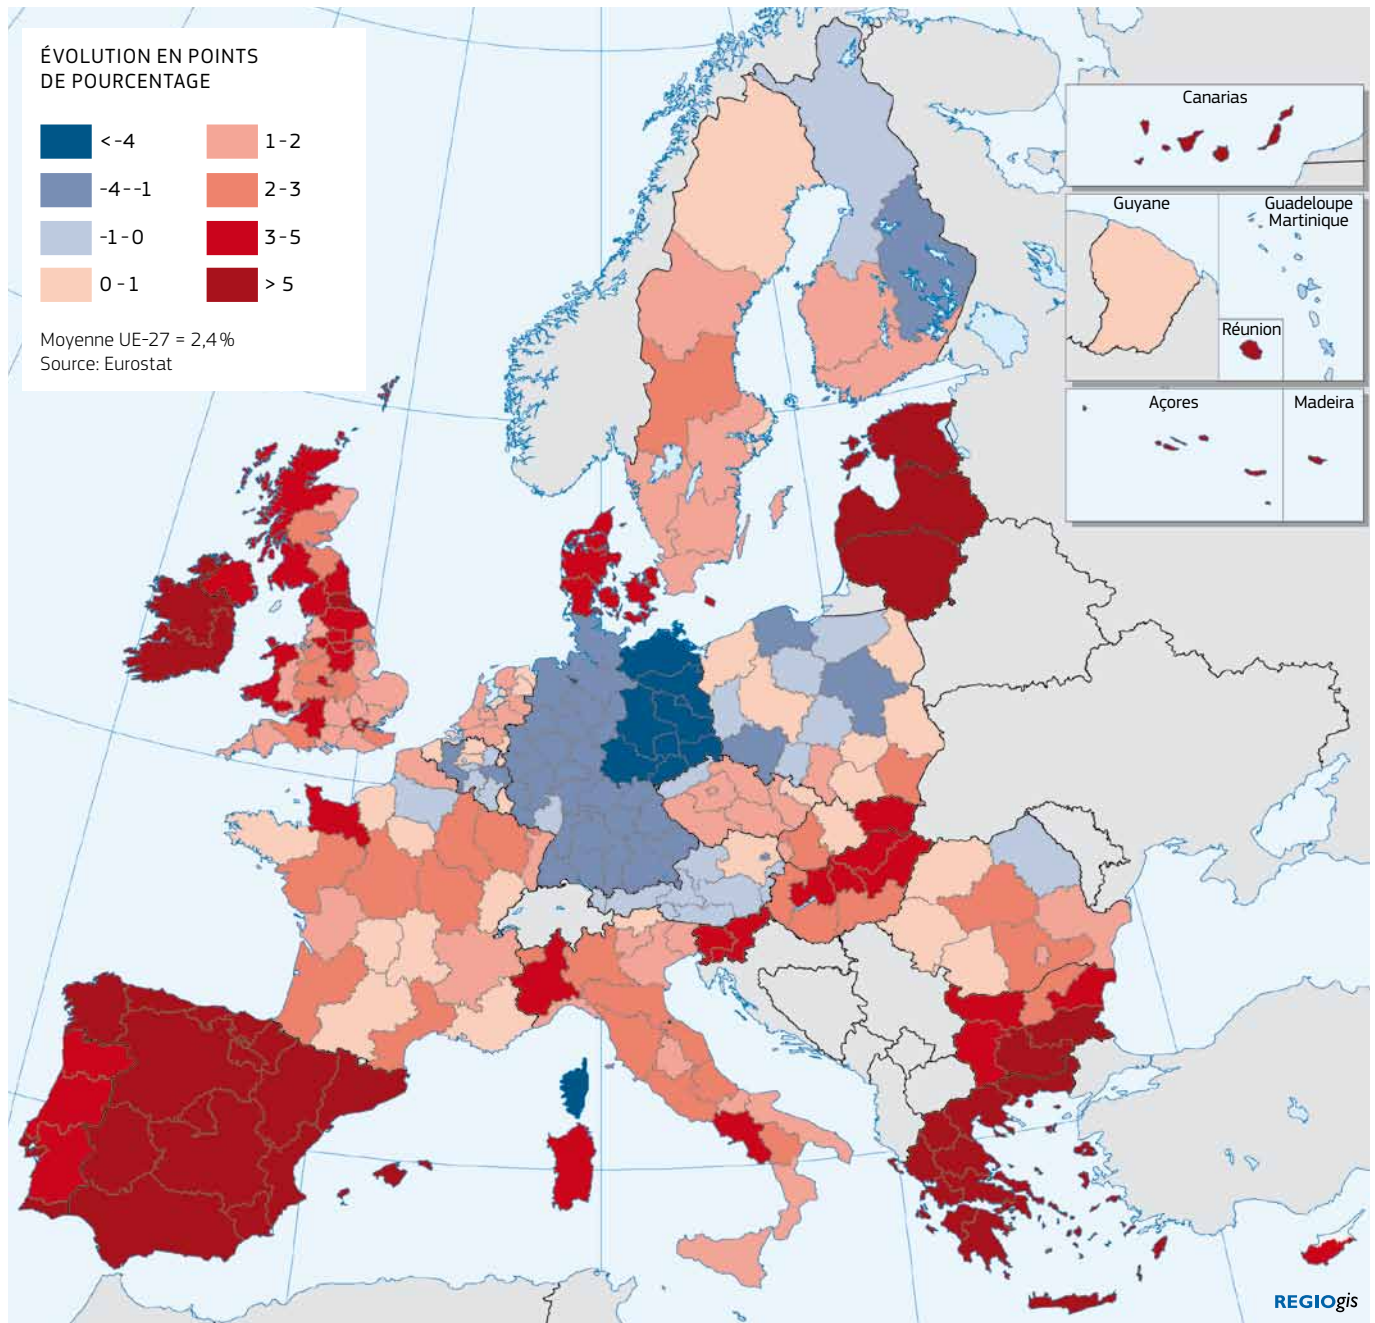 ÉVOLUTION EN POINTS
DE POURCENTAGE
< -4
-4--1
-1 - 0
0 - 1
1 - 2
2 - 3
3 - 5
> 5
Moyenne UE-27 = 2,4 %
Source: Eurostat
Canarias
Guyane
Guadeloupe
Martinique
Réunion
Açores
Madeira
REGIOgis